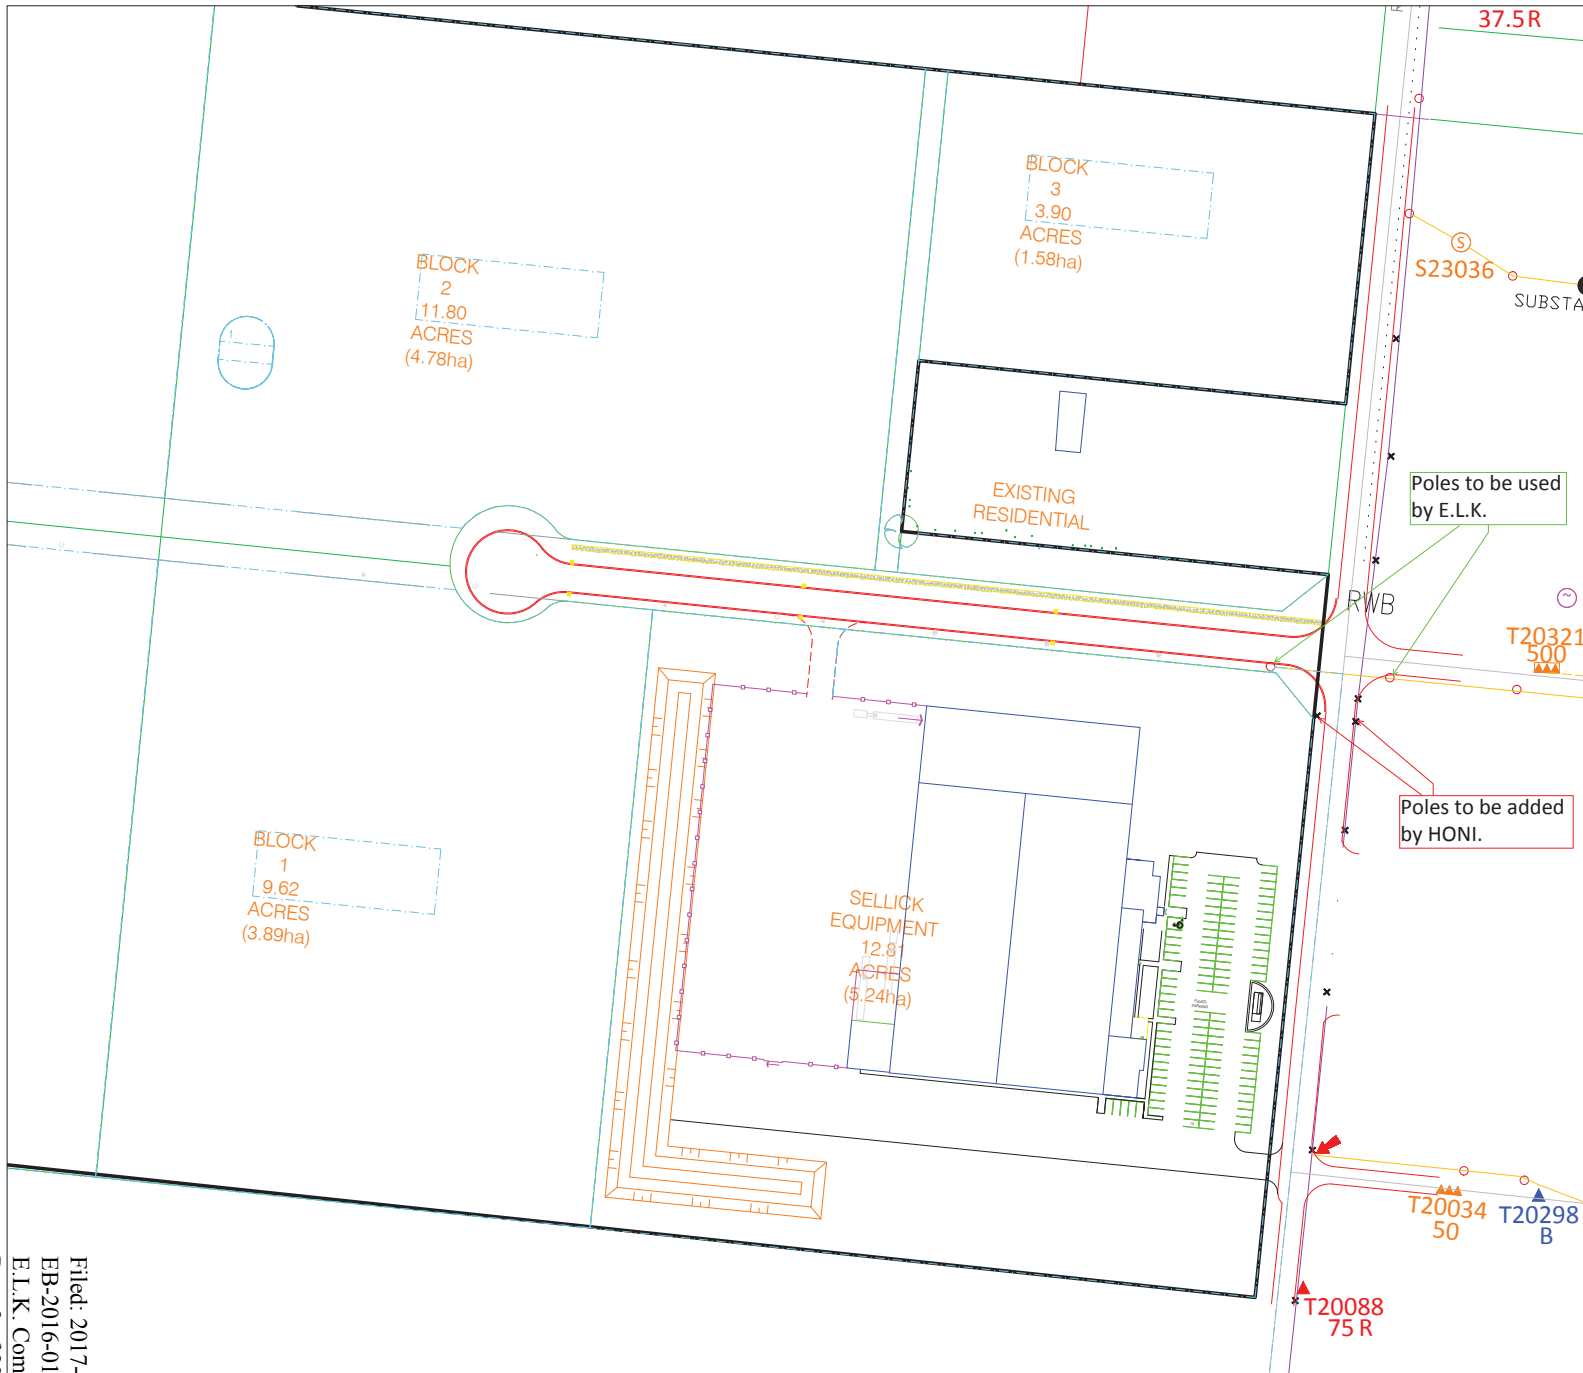 37.5R
BLOCK
3
3.90
ACRES
(1.58ha)
S
S23036
SUBSTA
BLOCK
2
11.80
ACRES
(4.78ha)
1
EXISTING
RESIDENTIAL
Poles to be used
by E.L.K.
RWB
T20321
500
Poles to be added
by HONI.
BLOCK
1
9.62
ACRES
(3.89ha)
SELLICK
EQUIPMENT
12.81
ACRES
(5.24ha)
T20034
50
T20298
B
T20088
75 R
Filed: 2017-
EB-2016-01
E.L.K. Com